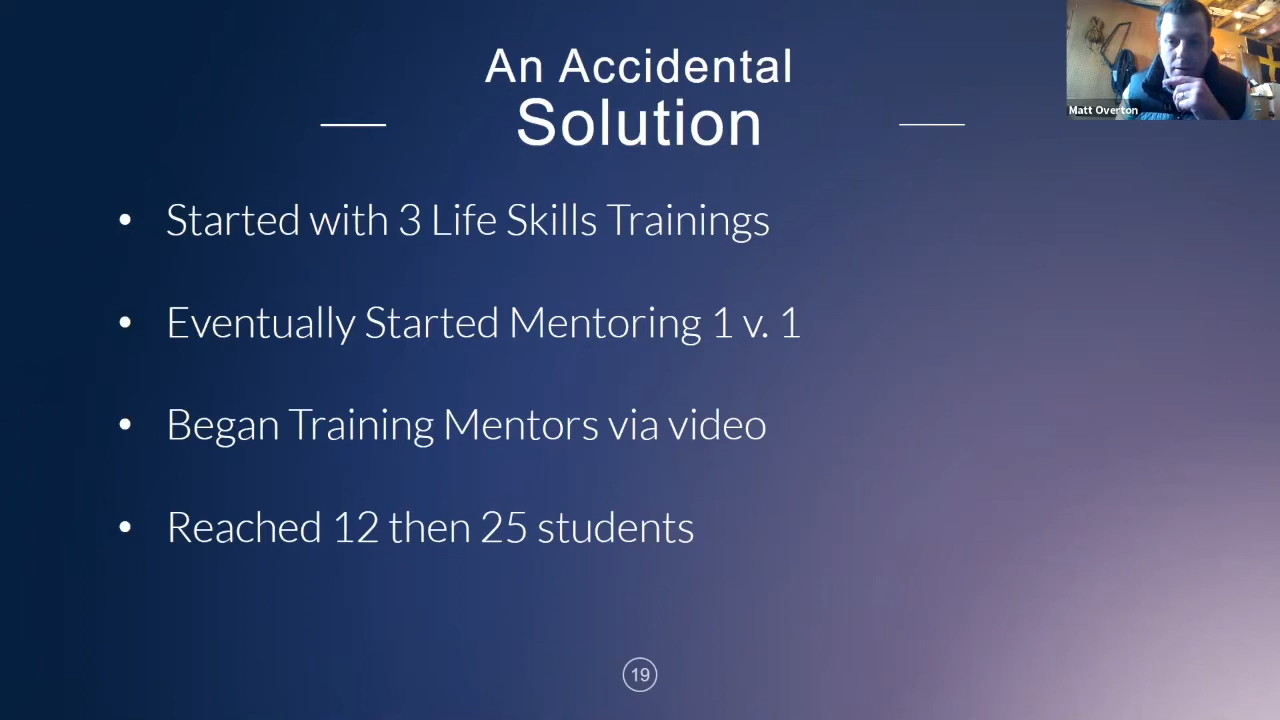 An Accidental
Solution
Matt Overton
• Started with 3 Life Skills Trainings
• Eventually Started Mentoring 1 v. 1
• Began Training Mentors via video
• Reached 12 then 25 students
19